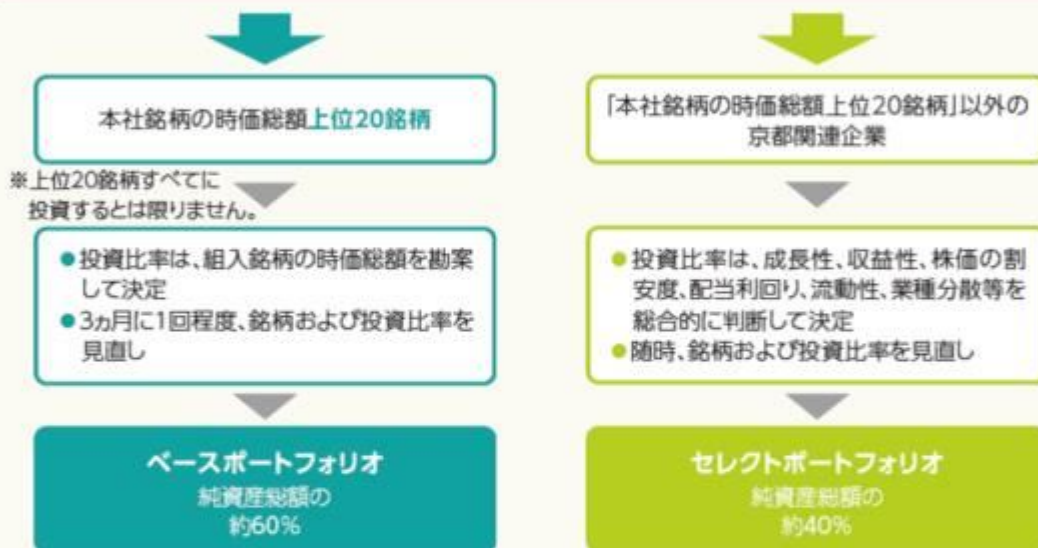 本社銘柄の時価総額上位20銘柄
※上位20銘柄すべてに
投資するとは限りません。
●投資比率は、組入銘柄の時価総額を勘案
して決定
●3ヵ月に1回程度、銘柄および投資比率を
見直し
ベースポートフォリオ
純資産総額の
約60%
「本社銘柄の時価総額上位20銘柄」以外の
京都関連企業
●投資比率は、成長性、収益性、株価の割
安度、配当利回り、流動性、業種分散等を
総合的に判断して決定
●随時、銘柄および投資比率を見直し
セレクトポートフォリオ
純資産総額の
約40%